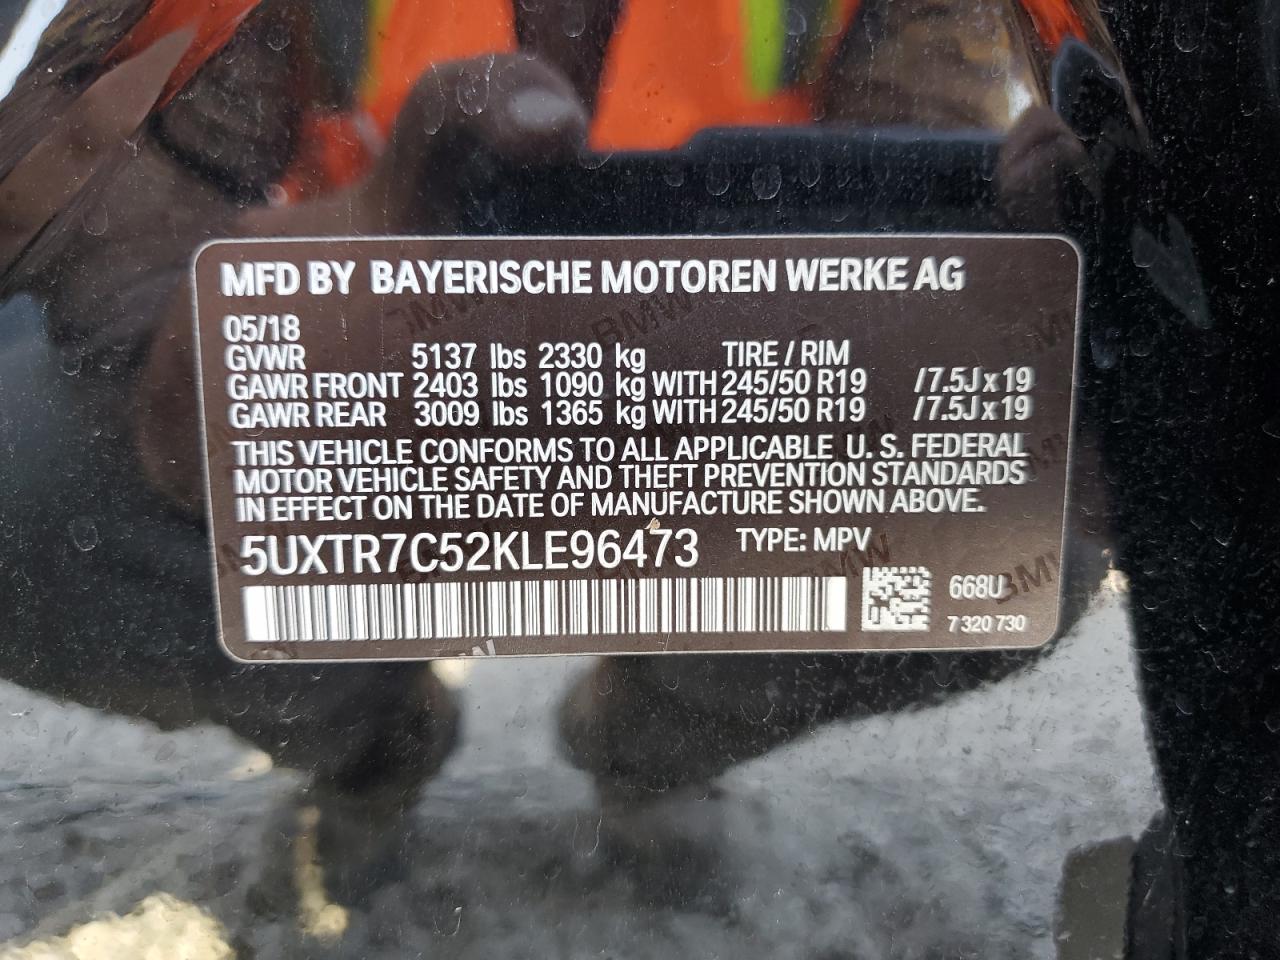 MFD BY BAYERISCHE MOTOREN WERKE AG
05/18
GVWR 5137 lbs 2330 kg TIRE / RIM
GAWR FRONT 2403 lbs 1090 kg WITH 245/50 R19 /7.5J x 19
GAWR REAR 3009 lbs 1365 kg WITH 245/50 R19 /7.5J x 19
THIS VEHICLE CONFORMS TO ALL APPLICABLE U. S. FEDERAL
MOTOR VEHICLE SAFETY AND THEFT PREVENTION STANDARDS
IN EFFECT ON THE DATE OF MANUFACTURE SHOWN ABOVE.
5UXTR7C52KLE96473 TYPE: MPV
668U
7 320 730